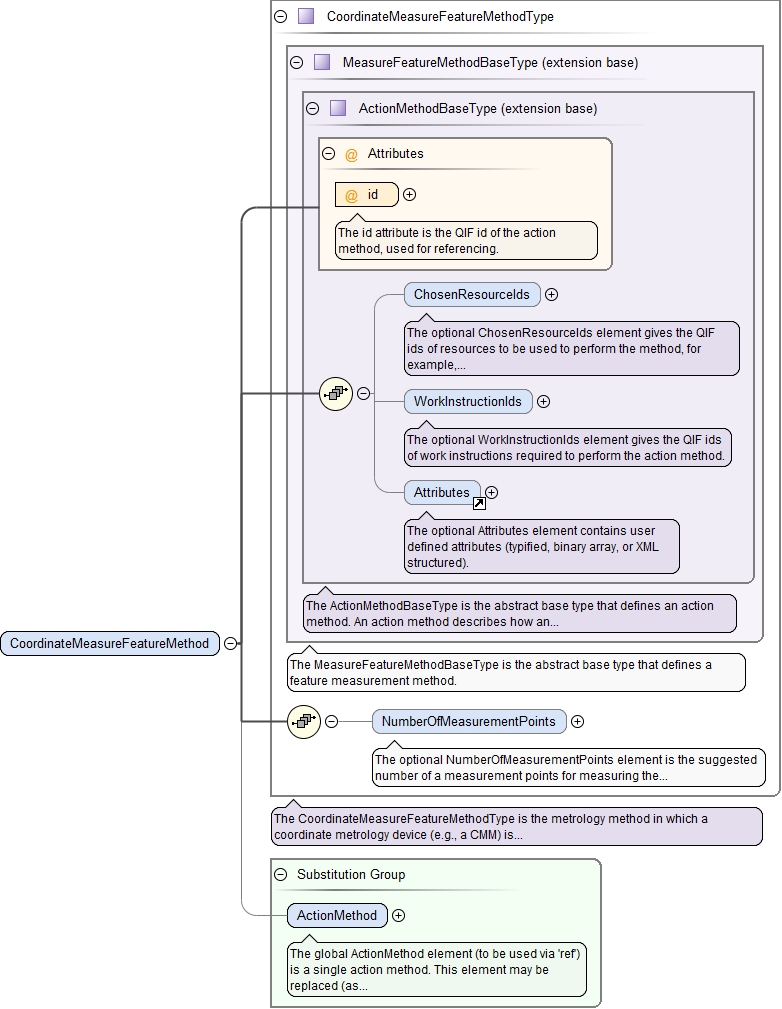 CoordinateMeasureFeatureMethodType
MeasureFeatureMethodBaseType (extension base)
ActionMethodBaseType (extension base)
@ Attributes
@ id
The id attribute is the QIF id of the action
method, used for referencing.
ChosenResourceIds
The optional ChosenResourceIds element gives the QIF
ids of resources to be used to perform the method, for
example,...
WorkInstructionIds
The optional WorkInstructionIds element gives the QIF ids
of work instructions required to perform the action method.
Attributes
The optional Attributes element contains user
defined attributes (typified, binary array, or XML
structured).
The ActionMethodBaseType is the abstract base type that defines an action
method. An action method describes how an...
CoordinateMeasureFeatureMethod
The MeasureFeatureMethodBaseType is the abstract base type that defines a
feature measurement method.
NumberOfMeasurementPoints
The optional NumberOfMeasurementPoints element is the suggested
number of a measurement points for measuring the...
The CoordinateMeasureFeatureMethodType is the metrology method in which a
coordinate metrology device (e.g., a CMM) is...
Substitution Group
ActionMethod
The global ActionMethod element (to be used via 'ref')
is a single action method. This element may be
replaced (as...